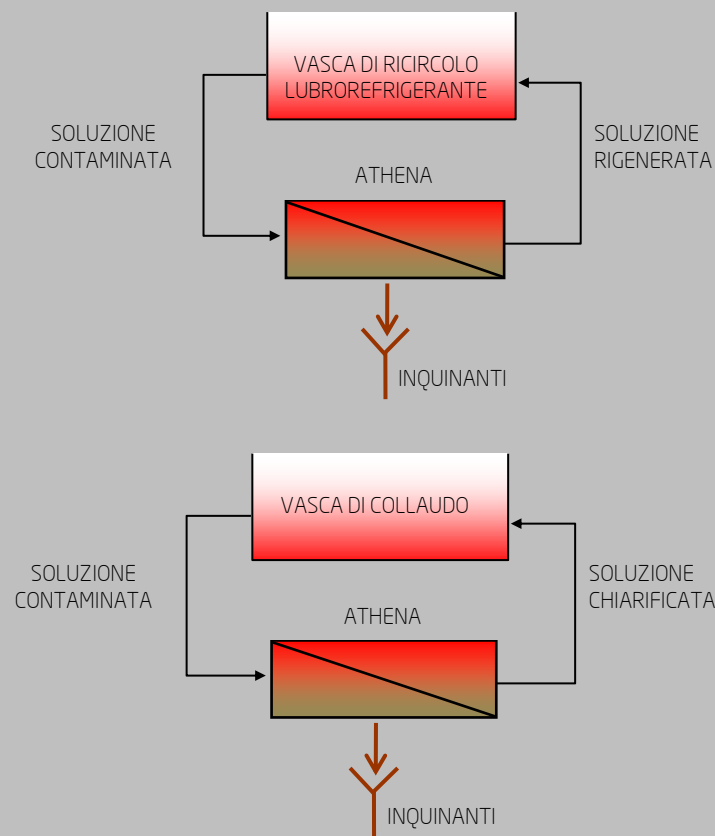 VASCA DI RICIRCOLO
LUBROREFRIGERANTE
SOLUZIONE
CONTAMINATA
SOLUZIONE
RIGENERATA
ATHENA
INQUINANTI
VASCA DI COLLAUDO
SOLUZIONE
CONTAMINATA
SOLUZIONE
CHIARIFICATA
ATHENA
INQUINANTI